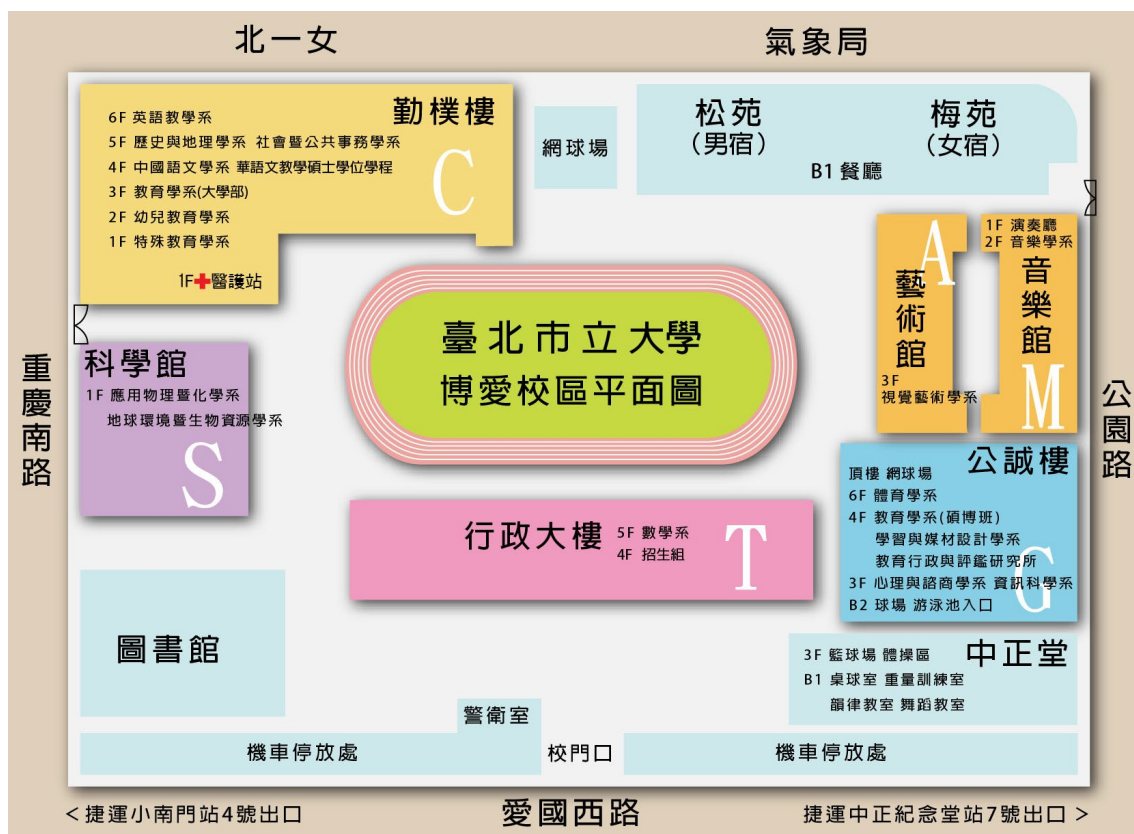 北一女
氣象局
勤樸樓
6F 英語教學系
5F 歷史與地理學系 社會暨公共事務學系
4F 中國語文學系 華語文教學碩士學位學程
3F 教育學系(大學部)
2F 幼兒教育學系
1F 特殊教育學系
C
1F 醫護站
網球場
松苑
(男宿)
梅苑
(女宿)
B1 餐廳
A
藝術館
3F
視覺藝術學系
1F 演奏廳
2F 音樂學系
音樂館
M
臺北市立大學
博愛校區平面圖
重慶南路
公園路
科學館
1F 應用物理暨化學系
地球環境暨生物資源學系
S
行政大樓
5F 數學系
4F 招生組
T
公誠樓
頂樓 網球場
6F 體育學系
4F 教育學系(碩博班)
學習與媒材設計學系
教育行政與評鑑研究所
3F 心理與諮商學系 資訊科學系
B2 球場 游泳池入口
G
圖書館
中正堂
3F 籃球場 體操區
B1 桌球室 重量訓練室
韻律教室 舞蹈教室
警衛室
機車停放處
校門口
機車停放處
<捷運小南門站4號出口
愛國西路
捷運中正紀念堂站7號出口>